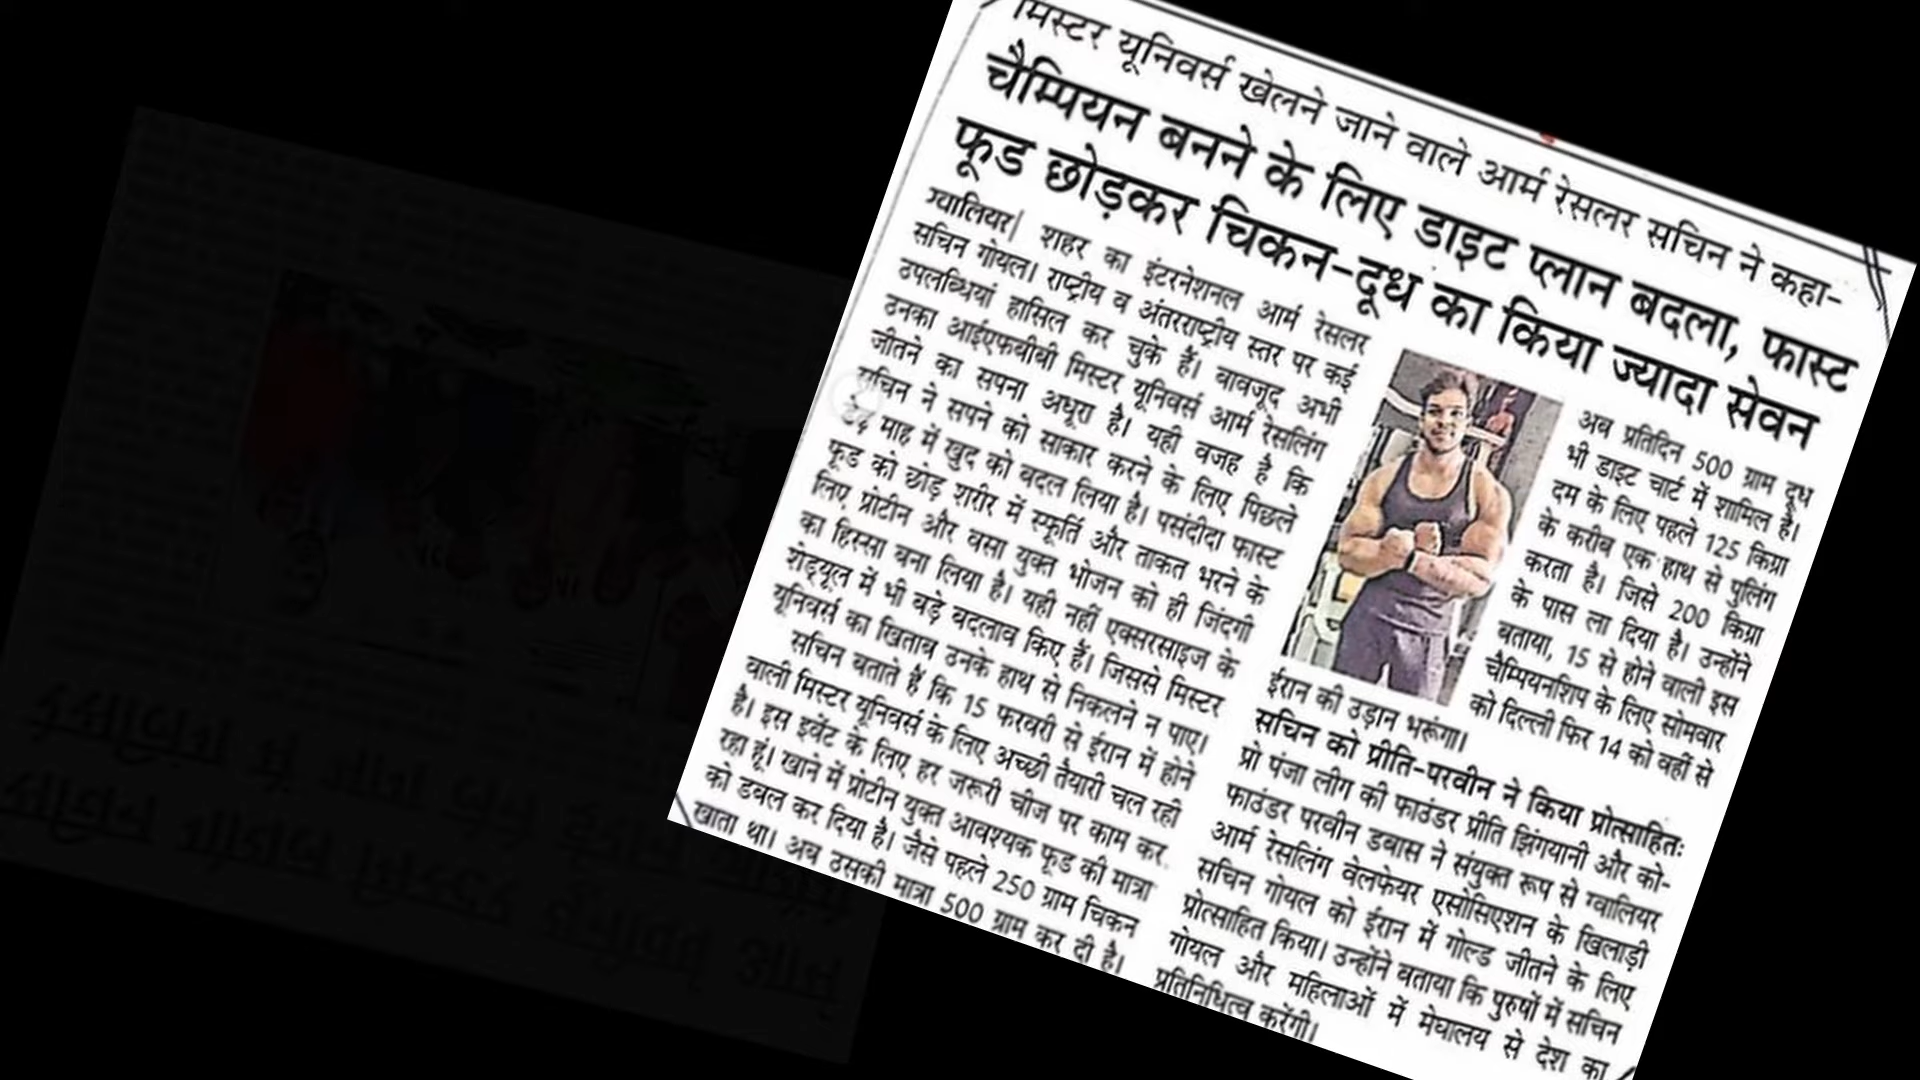 मिस्टर यूनिवर्स खेलने जाने वाले आर्म रेसलर सचिन ने कहा-
चैम्पियन बनने के लिए डाइट प्लान बदला, फास्ट
फूड छोड़कर चिकन-दूध का किया ज्यादा सेवन
ग्वालियर| शहर का इंटरनेशनल आर्म रेसलर
सचिन गोयल। राष्ट्रीय व अंतरराष्ट्रीय स्तर पर कई
उपलब्धियां हासिल कर चुके हैं। बावजूद अभी
उनका आईएफबीबी मिस्टर यूनिवर्स आर्म रेसलिंग
जीतने का सपना अधूरा है। यही वजह है कि
सचिन ने सपने को साकार करने के लिए पिछले
माह में खुद को बदल लिया है। पसंदीदा फास्ट
फूड को छोड़ शरीर में स्फूर्ति और ताकत भरने के
लिए प्रोटीन और वसा युक्त भोजन को ही जिंदगी
का हिस्सा बना लिया है। यही नहीं एक्सरसाइज के
शेड्यूल में भी बड़े बदलाव किए हैं। जिससे मिस्टर
यूनिवर्स का खिताब उनके हाथ से निकलने न पाए।
सचिन बताते हैं कि 15 फरवरी से ईरान में होने
वाली मिस्टर यूनिवर्स के लिए अच्छी तैयारी चल रही
है। इस इवेंट के लिए हर जरूरी चीज पर काम कर
रहा हूं। खाने में प्रोटीन युक्त आवश्यक फूड की मात्रा
को डबल कर दिया है। जैसे पहले 250 ग्राम चिकन
खाता था। अब उसकी मात्रा 500 ग्राम कर दी है।
अब प्रतिदिन 500 ग्राम दूध
भी डाइट चार्ट में शामिल है।
दम के लिए पहले 125 किग्रा
के करीब एक हाथ से पुलिंग
करता है। जिसे 200 किग्रा
के पास ला दिया है। उन्होंने
बताया, 15 से होने वाली इस
चैम्पियनशिप के लिए सोमवार
को दिल्ली फिर 14 को वहीं से
ईरान की उड़ान भरूंगा।
सचिन को प्रीति-परवीन ने किया प्रोत्साहित:
प्रो पंजा लीग की फाउंडर प्रीति झिंगयानी और को-
फाउंडर परवीन डबास ने संयुक्त रूप से ग्वालियर
आर्म रेसलिंग वेलफेयर एसोसिएशन के खिलाड़ी
सचिन गोयल को ईरान में गोल्ड जीतने के लिए
प्रोत्साहित किया। उन्होंने बताया कि पुरुषों में सचिन
गोयल और महिलाओं में मेघालय से देश का
प्रतिनिधित्व करेंगी।